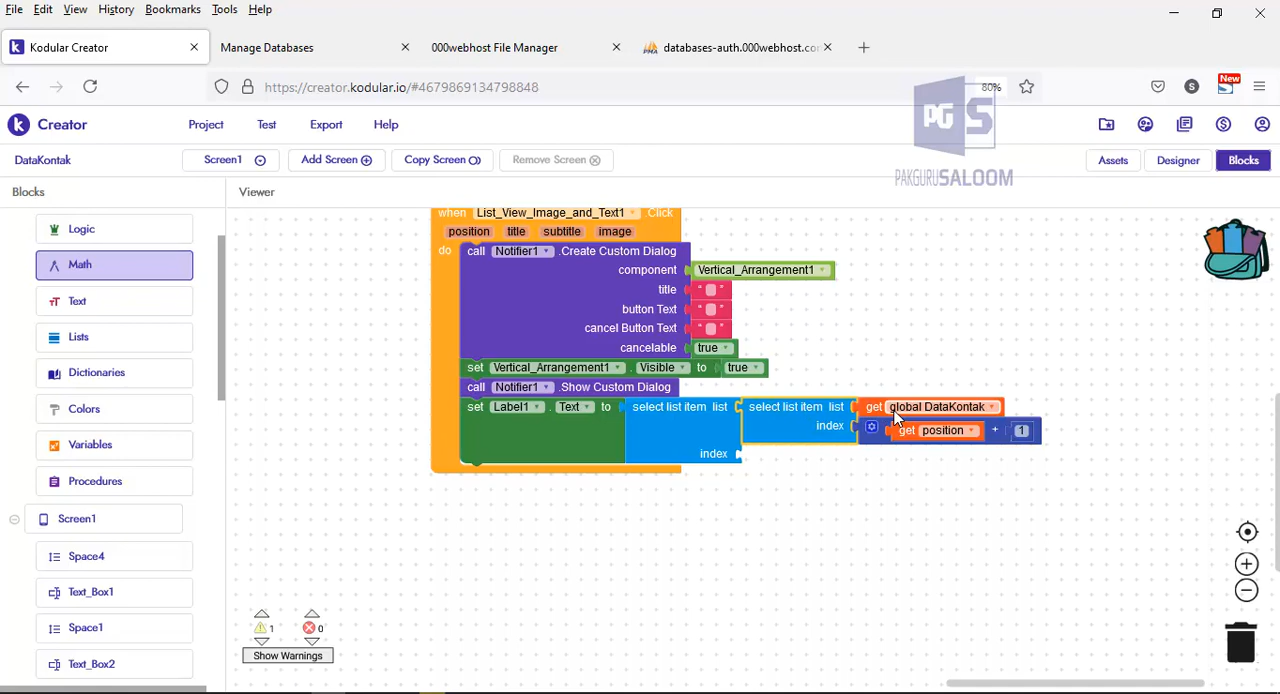 File Edit View History Bookmarks Tools Help
Kodular Creator
Manage Databases
000webhost File Manager
databases-auth.000webhost.co
https://creator.kodular.io/#4679869134798848
80%
S
New
Creator
Project Test Export Help
PGS
PAKGURUSALOOM
DataKontak
Screen1
Add Screen
Copy Screen
Remove Screen
Assets Designer Blocks
Blocks
Viewer
Logic
Math
Text
Lists
Dictionaries
Colors
Variables
Procedures
Screen1
Space4
Text_Box1
Space1
Text_Box2
when List_View_Image_and_Text1 .Click
position title subtitle image
do call Notifier1 .Create Custom Dialog
component Vertical_Arrangement1
title " "
button Text " "
cancel Button Text " "
cancelable true
set Vertical_Arrangement1 . Visible to true
call Notifier1 .Show Custom Dialog
set Label1 . Text to select list item list select list item list get global DataKontak
index get position + 1
index
1 0
Show Warnings